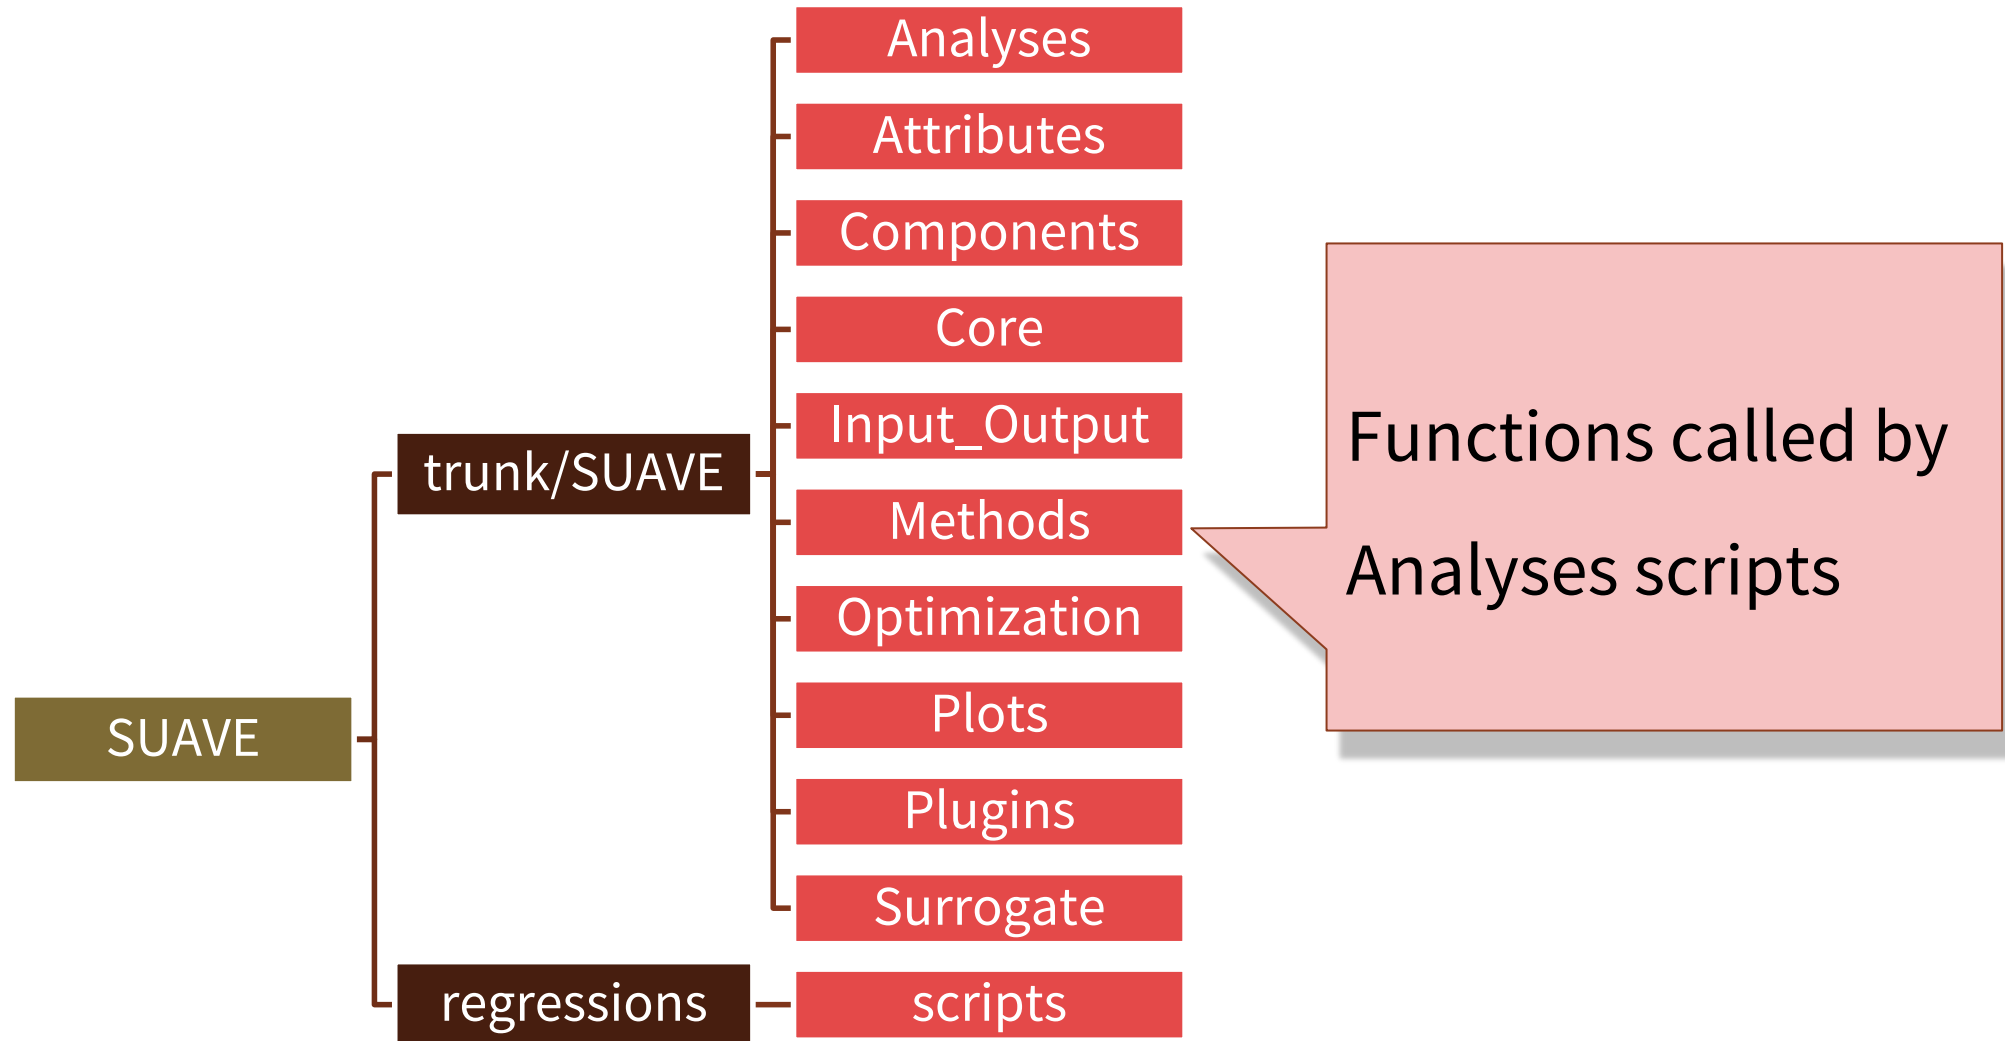 SUAVE
trunk/SUAVE
Analyses
Attributes
Components
Core
Input_Output
Methods
Optimization
Plots
Plugins
Surrogate
regressions
scripts
Functions called by
Analyses scripts